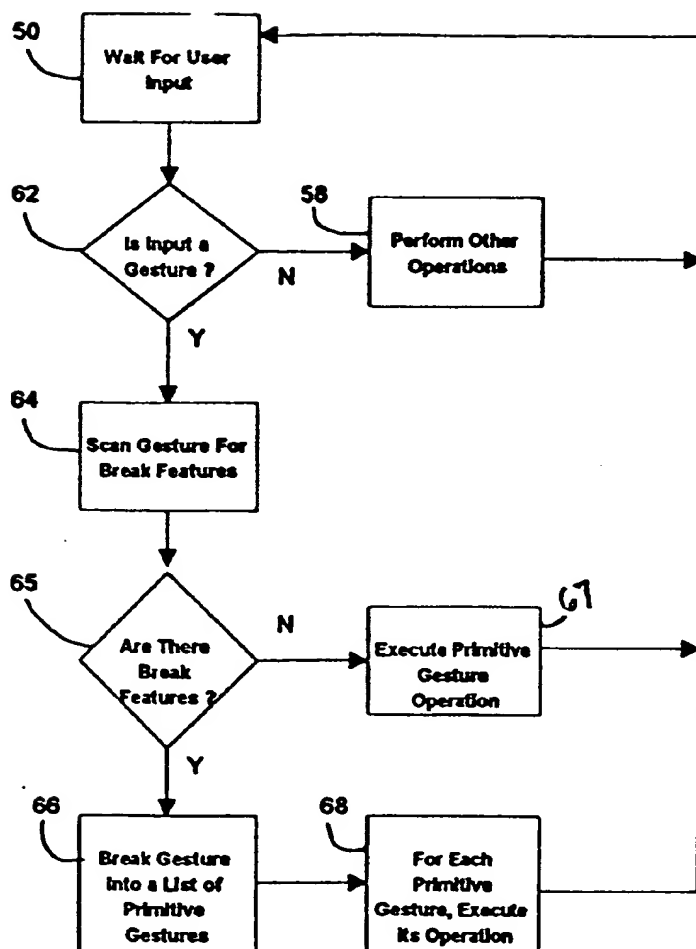 50
Wait For User
Input
62
Is Input a
Gesture ?
N
58
Perform Other
Operations
Y
64
Scan Gesture For
Break Features
65
Are There
Break
Features ?
N
67
Execute Primitive
Gesture
Operation
Y
66
Break Gesture
Into a List of
Primitive
Gestures
68
For Each
Primitive
Gesture, Execute
Its Operation